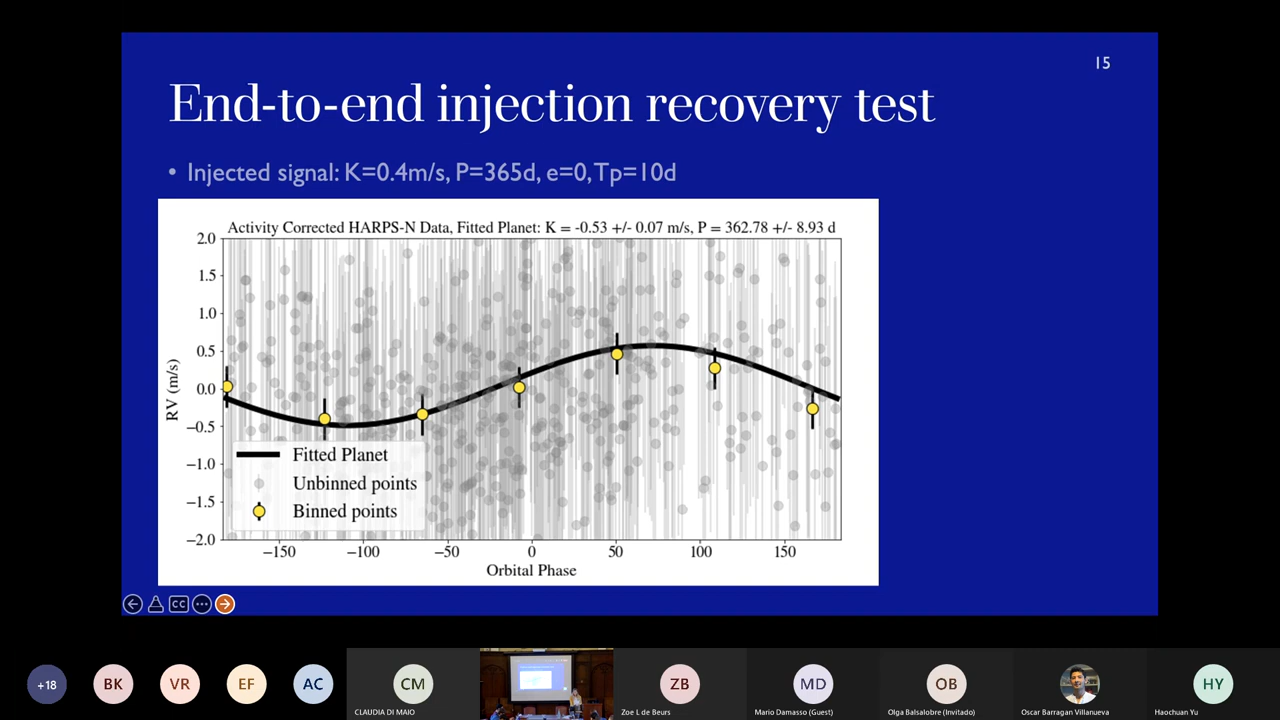 15
End-to-end injection recovery test
• Injected signal: K=0.4m/s, P=365d, e=0,Tp=10d
Activity Corrected HARPS-N Data, Fitted Planet: K = -0.53 +/- 0.07 m/s, P = 362.78 +/- 8.93 d
2.0
1.5
1.0
0.5
0.0
−0.5
−1.0
−1.5
−2.0
RV (m/s)
Fitted Planet
Unbinned points
Binned points
−150 −100 −50 0 50 100 150
Orbital Phase
CC
+18 BK VR EF AC CM ZB MD OB HY
CLAUDIA DI MAIO Zoe L de Beurs Mario Damasso (Guest) Olga Balsalobre (Invitado) Oscar Barragan Villanueva Haochuan Yu